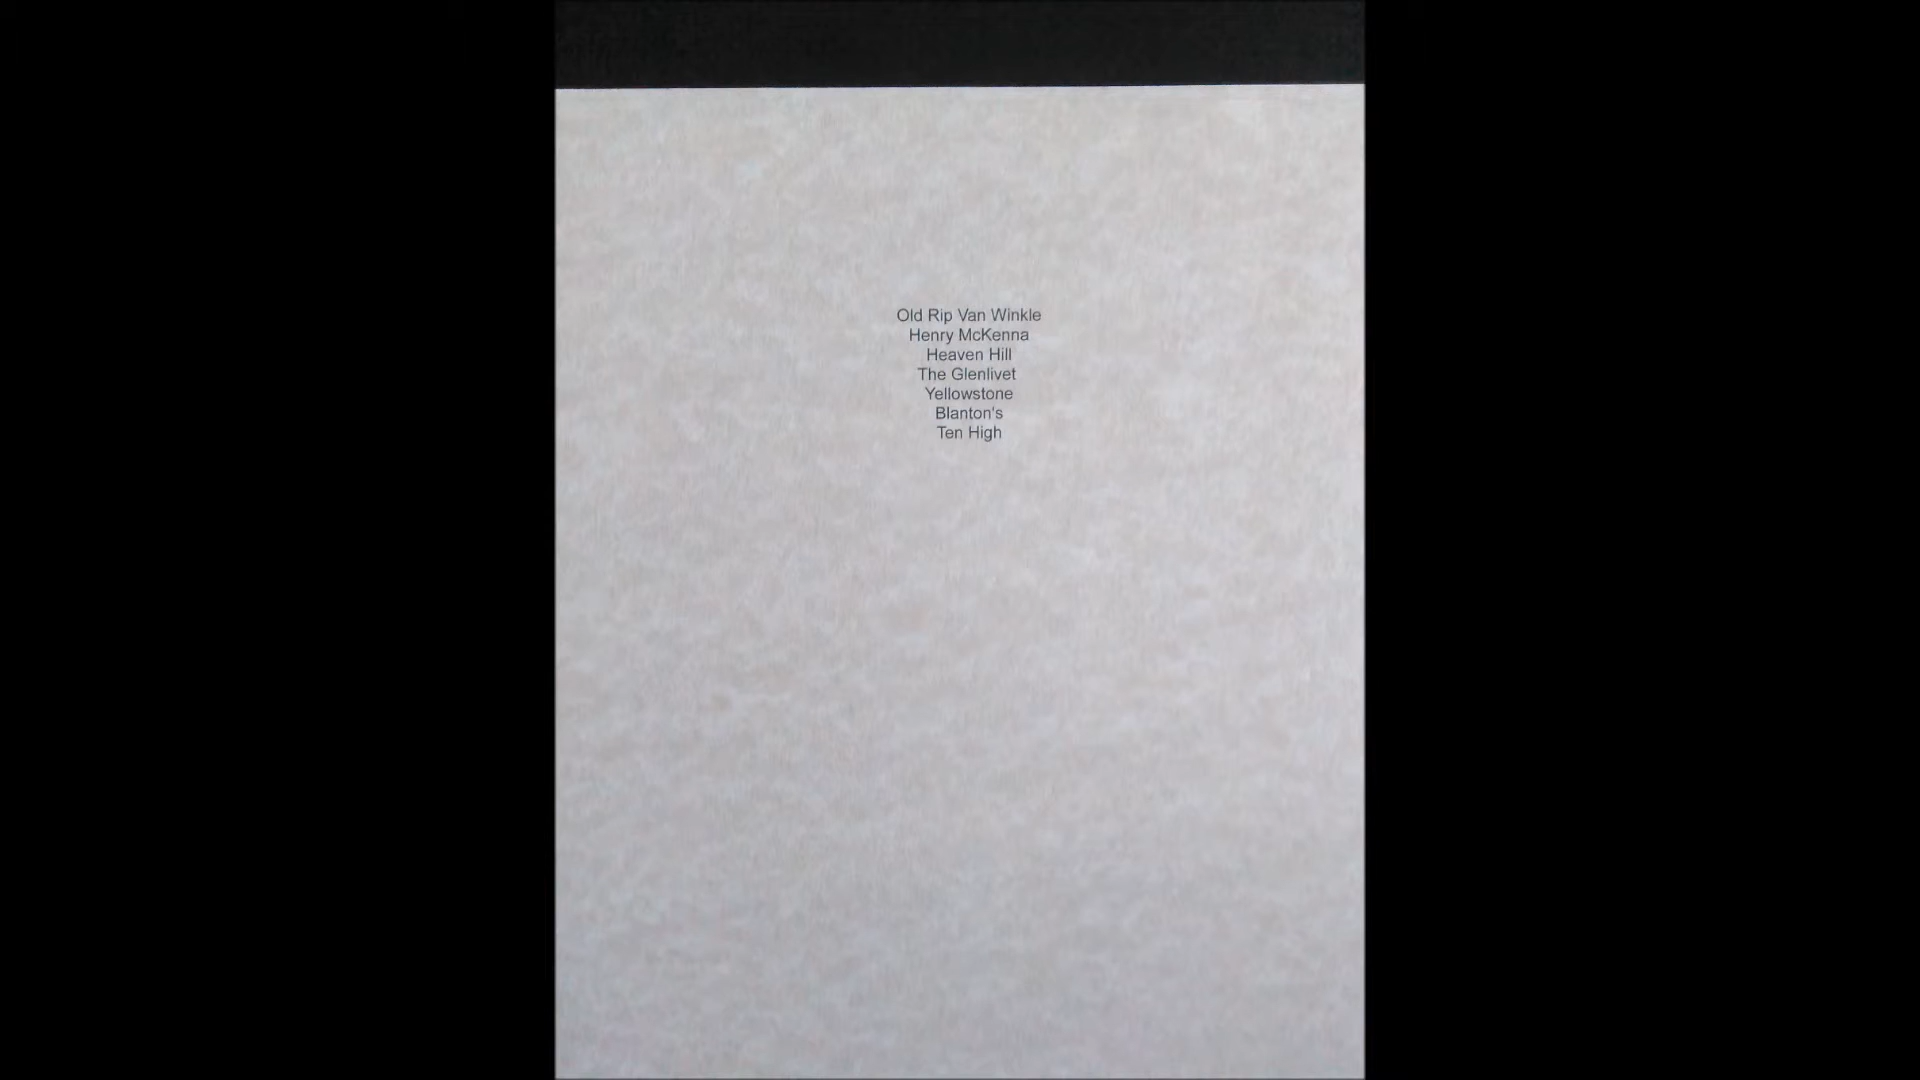 Old Rip Van Winkle
Henry McKenna
Heaven Hill
The Glenlivet
Yellowstone
Blanton's
Ten High